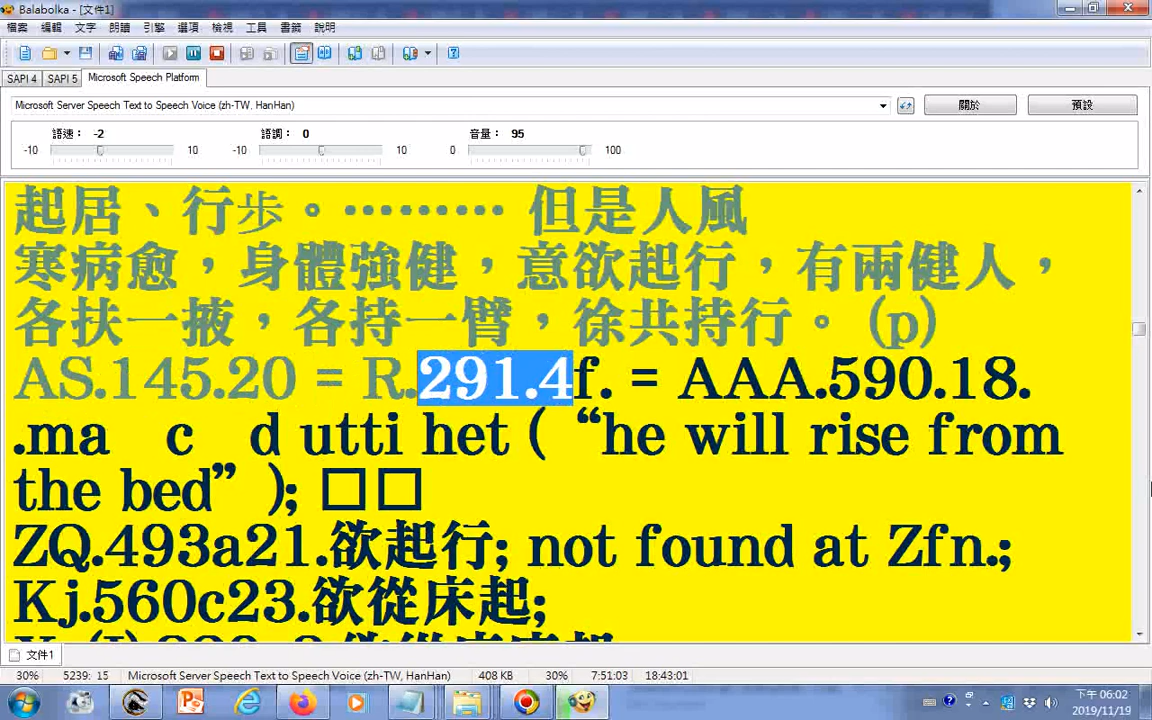 Balabolka - [文件1]
檔案 編輯 文字 朗讀 引擎 選項 檢視 工具 書籤 說明
SAPI 4 SAPI 5 Microsoft Speech Platform
Microsoft Server Speech Text to Speech Voice (zh-TW, HanHan) 關於 預設
語速： -2 語調： 0 音量： 95
-10 10 -10 10 0 100
起居、行步。……… 但是人風
寒病愈，身體強健，意欲起行，有兩健人，
各扶一掖，各持一臂，徐共持行。 (p)
AS.145.20 = R.291.4f. = AAA.590.18.
.ma c d utti het (“he will rise from
the bed”); □□
ZQ.493a21.欲起行; not found at Zfn.;
Kj.560c23.欲從床起;
文件1
30% 5239: 15 Microsoft Server Speech Text to Speech Voice (zh-TW, HanHan) 408 KB 30% 7:51:03 18:43:01
下午 06:02
2019/11/19